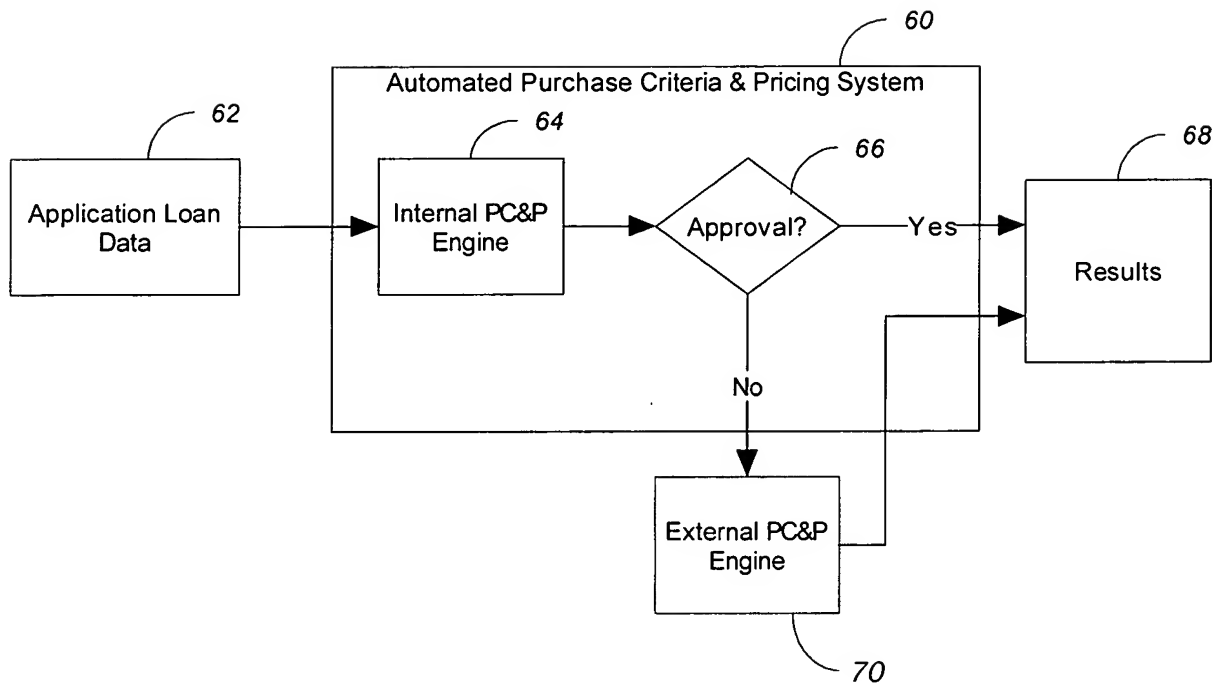 60
Automated Purchase Criteria & Pricing System
62
64
66
68
Application Loan
Data
Internal PC&P
Engine
Approval?
Yes
Results
No
External PC&P
Engine
70